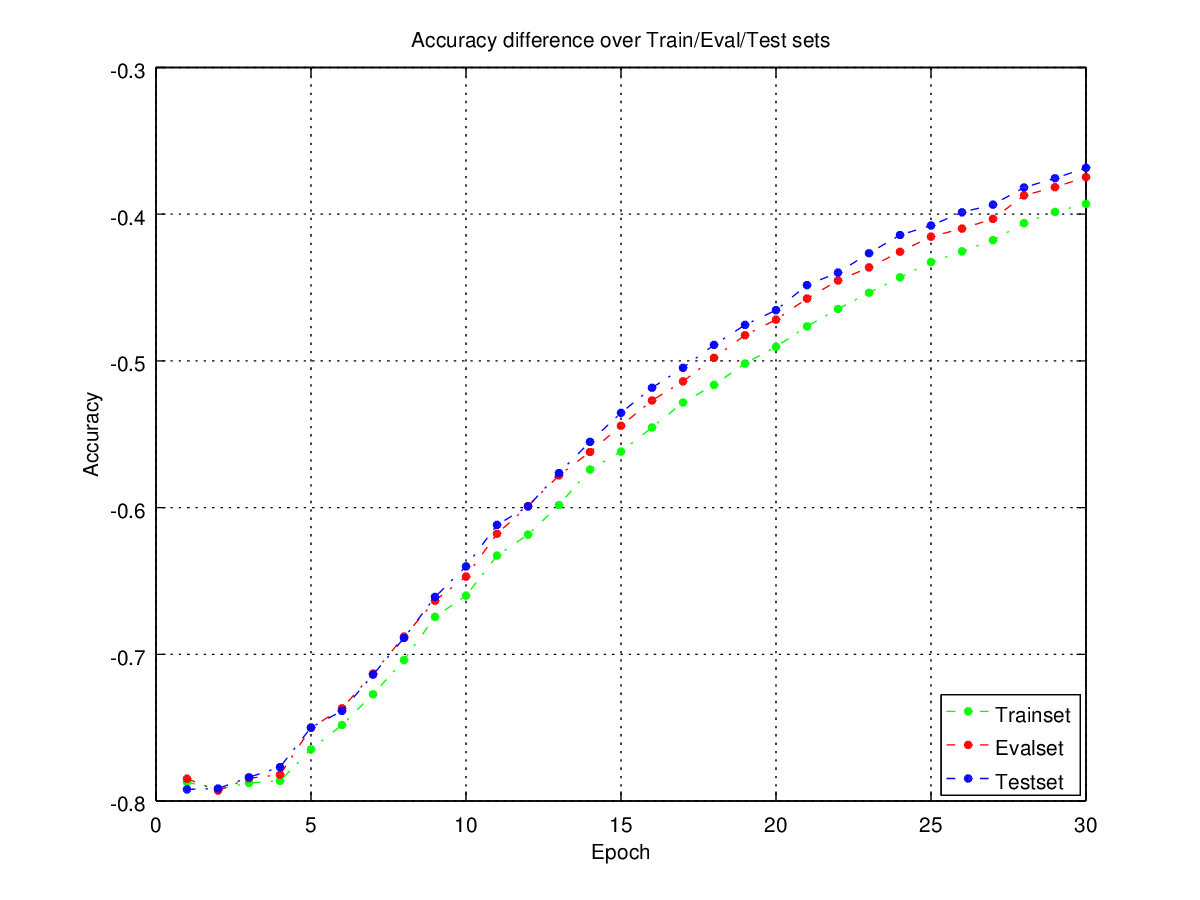 Accuracy difference over Train/Eval/Test sets
-0.3
-0.4
-0.5
-0.6
-0.7
-0.8
Accuracy
0 5 10 15 20 25 30
Epoch
Trainset
Evalset
Testset